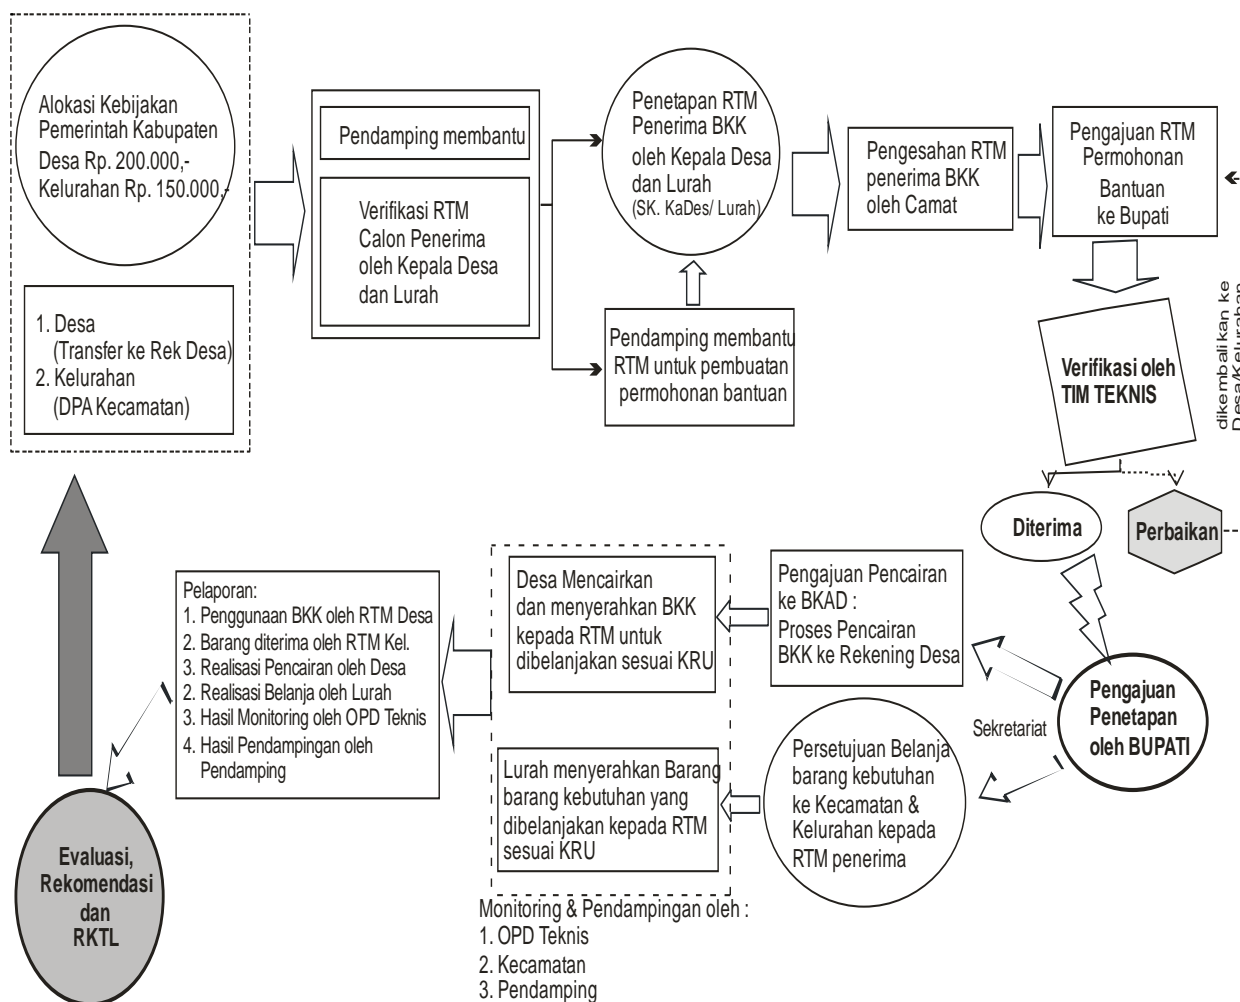 Alokasi Kebijakan
Pemerintah Kabupaten
Desa Rp. 200.000,-
Kelurahan Rp. 150.000,-
1. Desa
(Transfer ke Rek Desa)
2. Kelurahan
(DPA Kecamatan)
Pendamping membantu
Verifikasi RTM
Calon Penerima
oleh Kepala Desa
dan Lurah
Penetapan RTM
Penerima BKK
oleh Kepala Desa
dan Lurah
(SK. KaDes/ Lurah)
Pendamping membantu
RTM untuk pembuatan
permohonan bantuan
Pengesahan RTM
penerima BKK
oleh Camat
Pengajuan RTM
Permohonan
Bantuan
ke Bupati
Verifikasi oleh
TIM TEKNIS
dikembalikan ke
Desa/Kelurahan
Diterima
Perbaikan
Pengajuan
Penetapan
oleh BUPATI
Sekretariat
Pengajuan Pencairan
ke BKAD :
Proses Pencairan
BKK ke Rekening Desa
Persetujuan Belanja
barang kebutuhan
ke Kecamatan &
Kelurahan kepada
RTM penerima
Desa Mencairkan
dan menyerahkan BKK
kepada RTM untuk
dibelanjakan sesuai KRU
Lurah menyerahkan Barang
barang kebutuhan yang
dibelanjakan kepada RTM
sesuai KRU
Monitoring & Pendampingan oleh :
1. OPD Teknis
2. Kecamatan
3. Pendamping
Pelaporan:
1. Penggunaan BKK oleh RTM Desa
2. Barang diterima oleh RTM Kel.
3. Realisasi Pencairan oleh Desa
2. Realisasi Belanja oleh Lurah
3. Hasil Monitoring oleh OPD Teknis
4. Hasil Pendampingan oleh
Pendamping
Evaluasi,
Rekomendasi
dan
RKTL